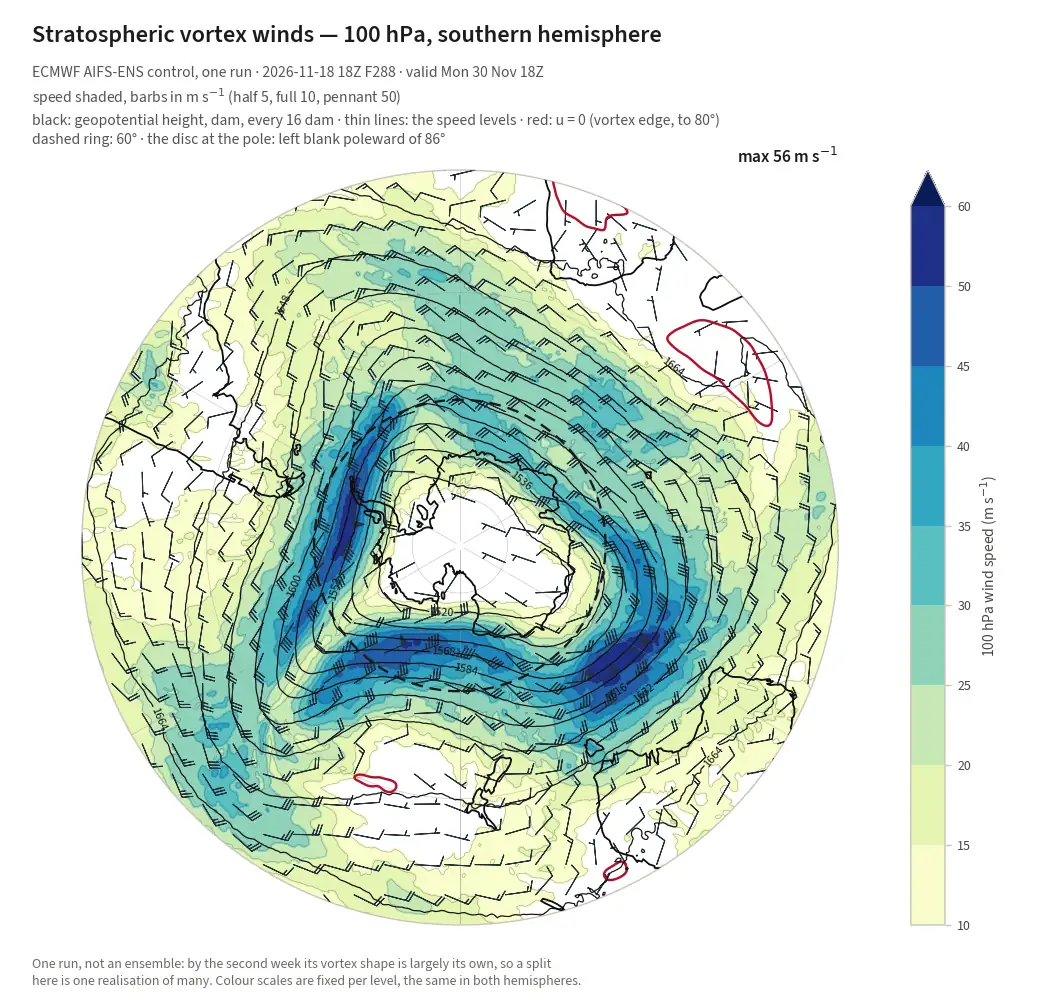 Stratospheric vortex winds — 100 hPa, southern hemisphere
ECMWF AIFS-ENS control, one run · 2026-11-18 18Z F288 · valid Mon 30 Nov 18Z
speed shaded, barbs in m s⁻¹ (half 5, full 10, pennant 50)
black: geopotential height, dam, every 16 dam · thin lines: the speed levels · red: u = 0 (vortex edge, to 80°)
dashed ring: 60° · the disc at the pole: left blank poleward of 86°
max 56 m s⁻¹
60
50
45
40
35
30
25
20
15
10
100 hPa wind speed (m s⁻¹)
1648
1664
1536
1600
1552
1520
1568
1584
1616
1632
1664
1664
One run, not an ensemble: by the second week its vortex shape is largely its own, so a split
here is one realisation of many. Colour scales are fixed per level, the same in both hemispheres.